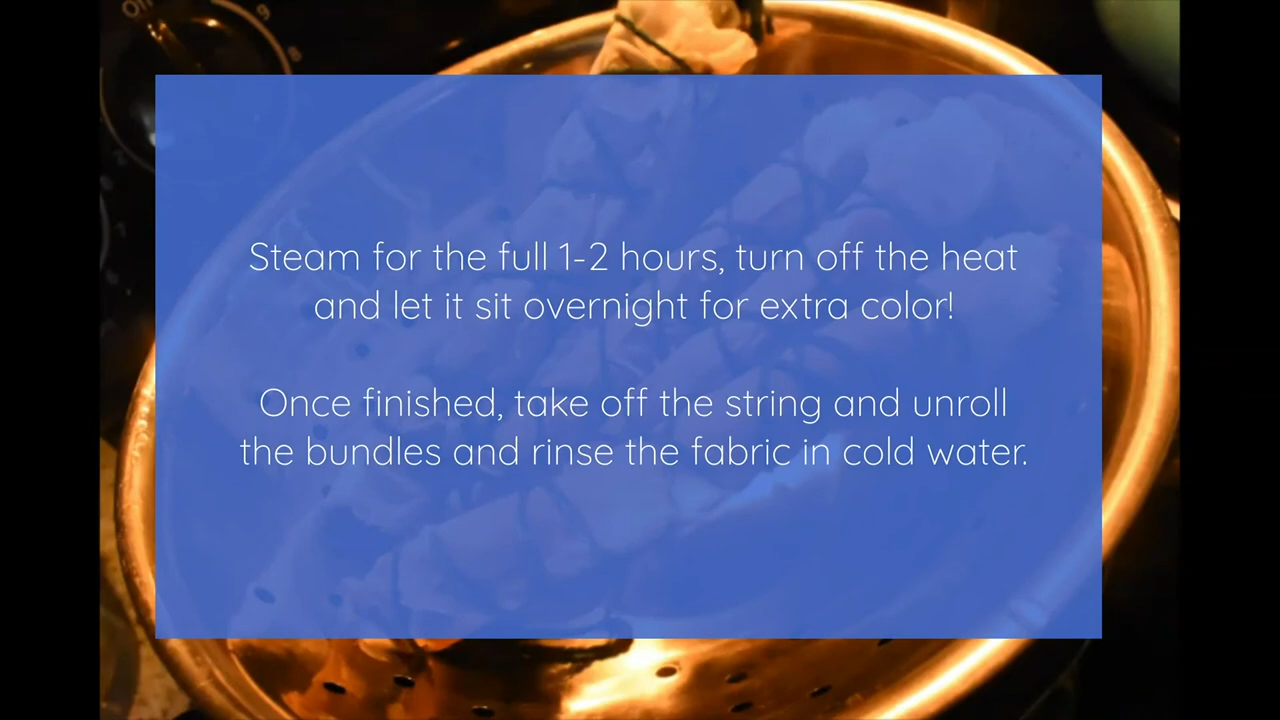 Steam for the full 1-2 hours, turn off the heat
and let it sit overnight for extra color!
Once finished, take off the string and unroll
the bundles and rinse the fabric in cold water.